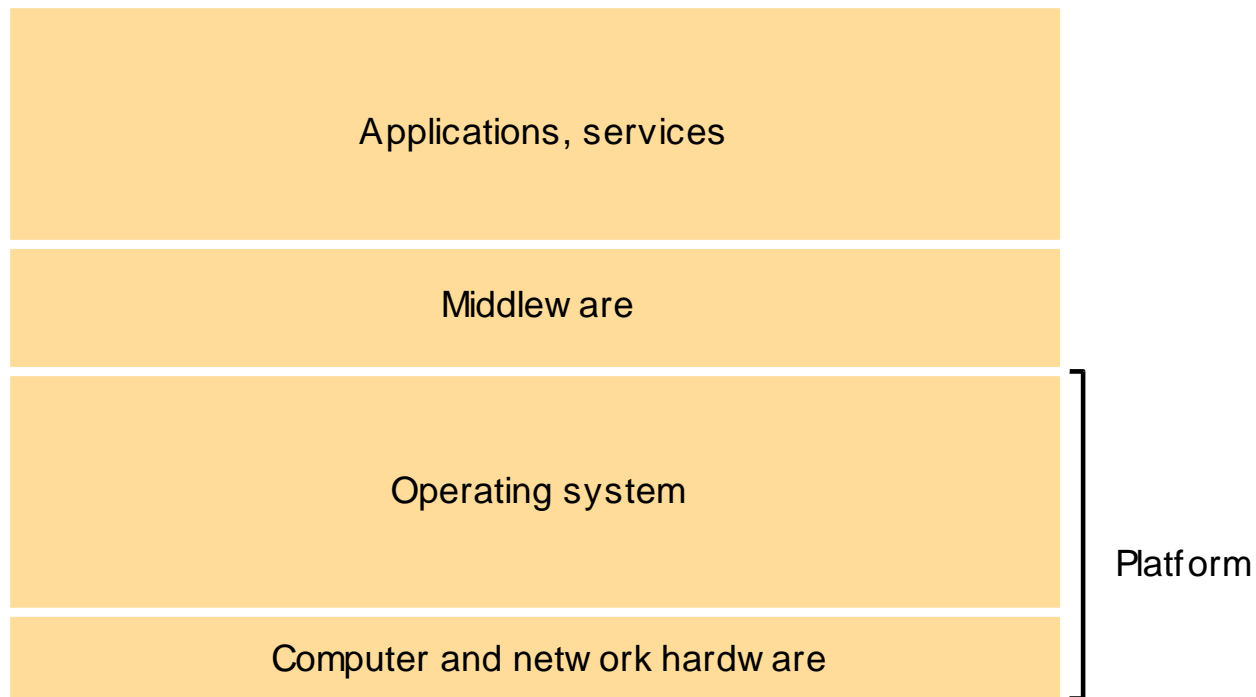 Applications, services
Middleware
Operating system
Platform
Computer and network hardware